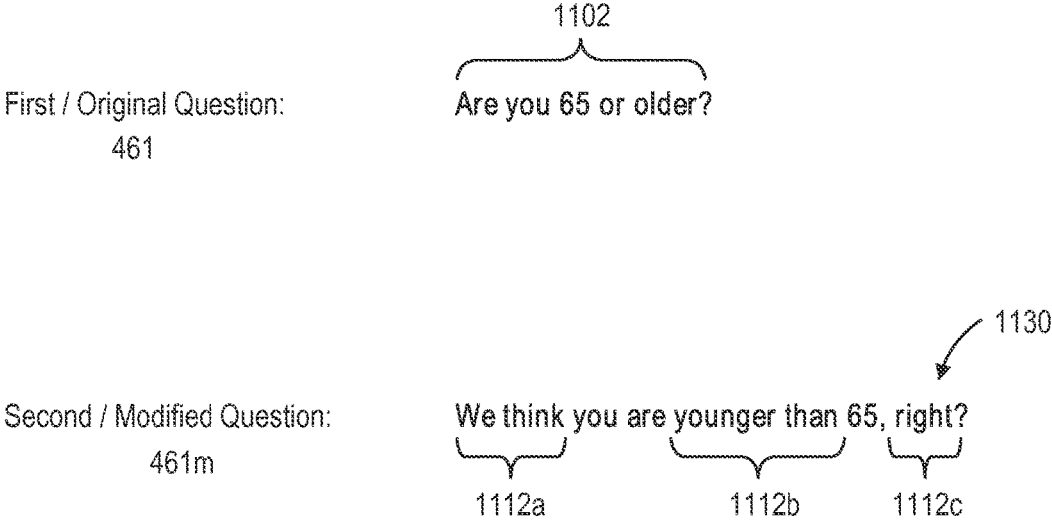 1102
First / Original Question: Are you 65 or older?
461
1130
Second / Modified Question: We think you are younger than 65, right?
461m
1112a 1112b 1112c